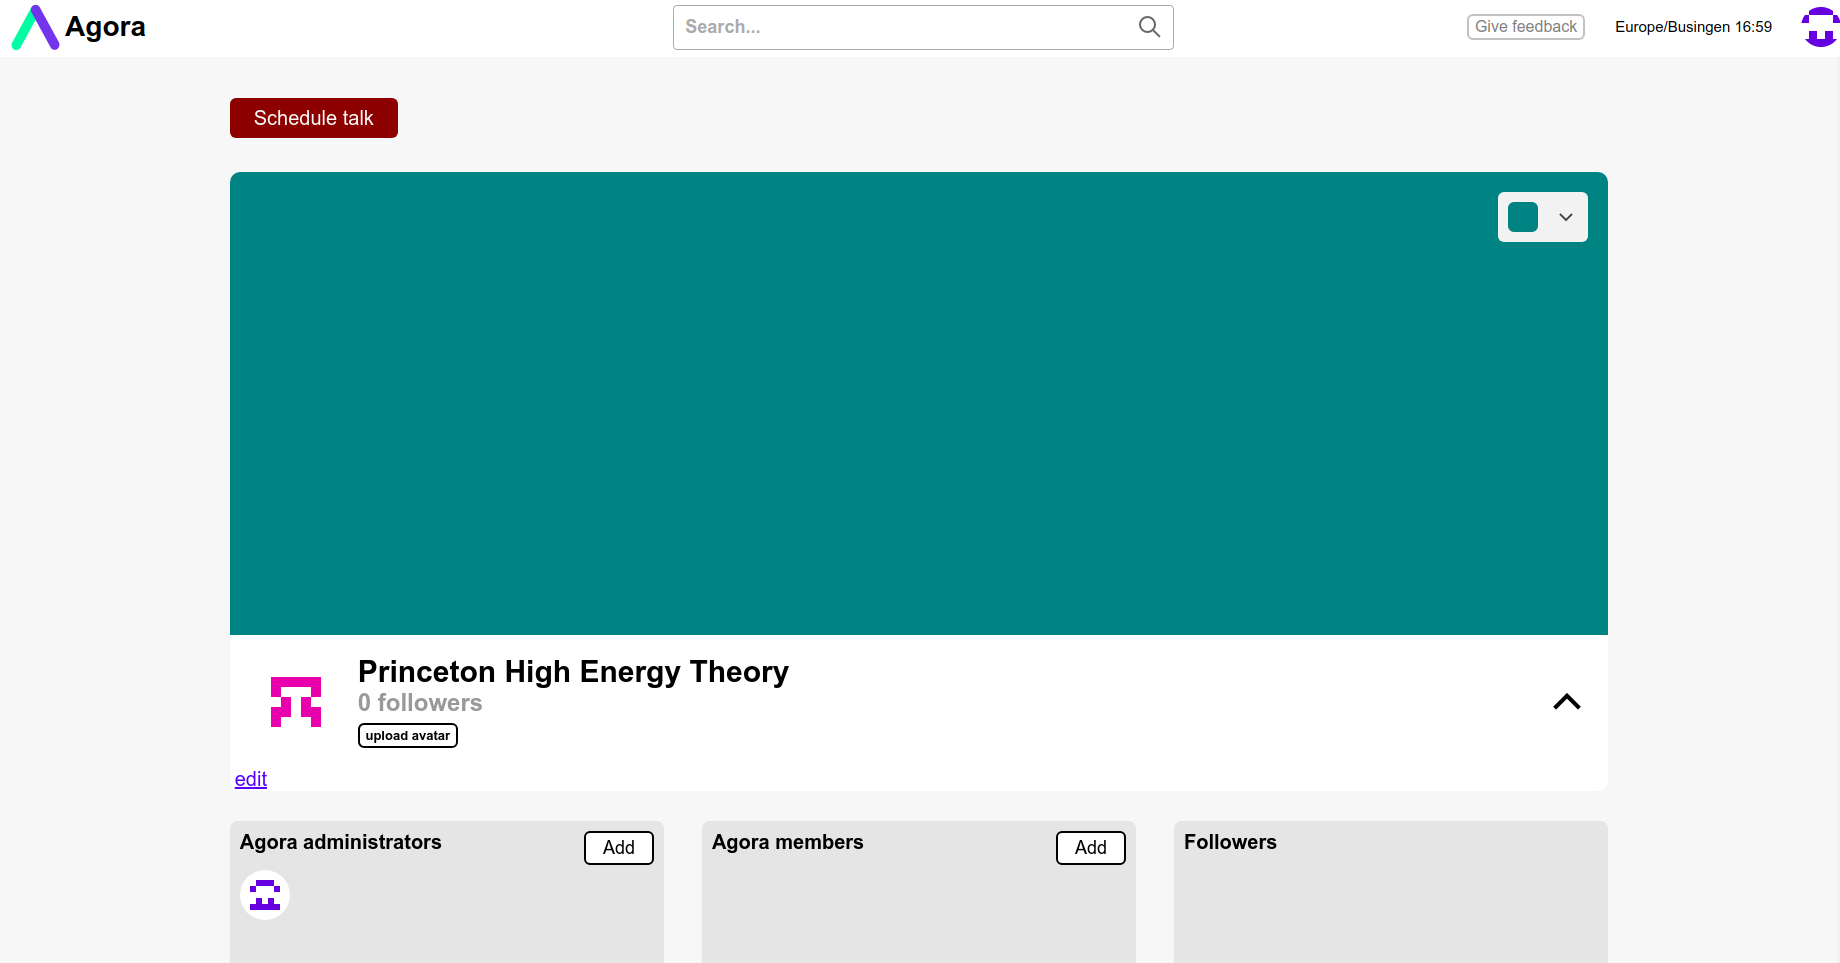 Agora
Search...
Give feedback
Europe/Busingen 16:59
Schedule talk
Princeton High Energy Theory
0 followers
upload avatar
edit
Agora administrators
Add
Agora members
Add
Followers